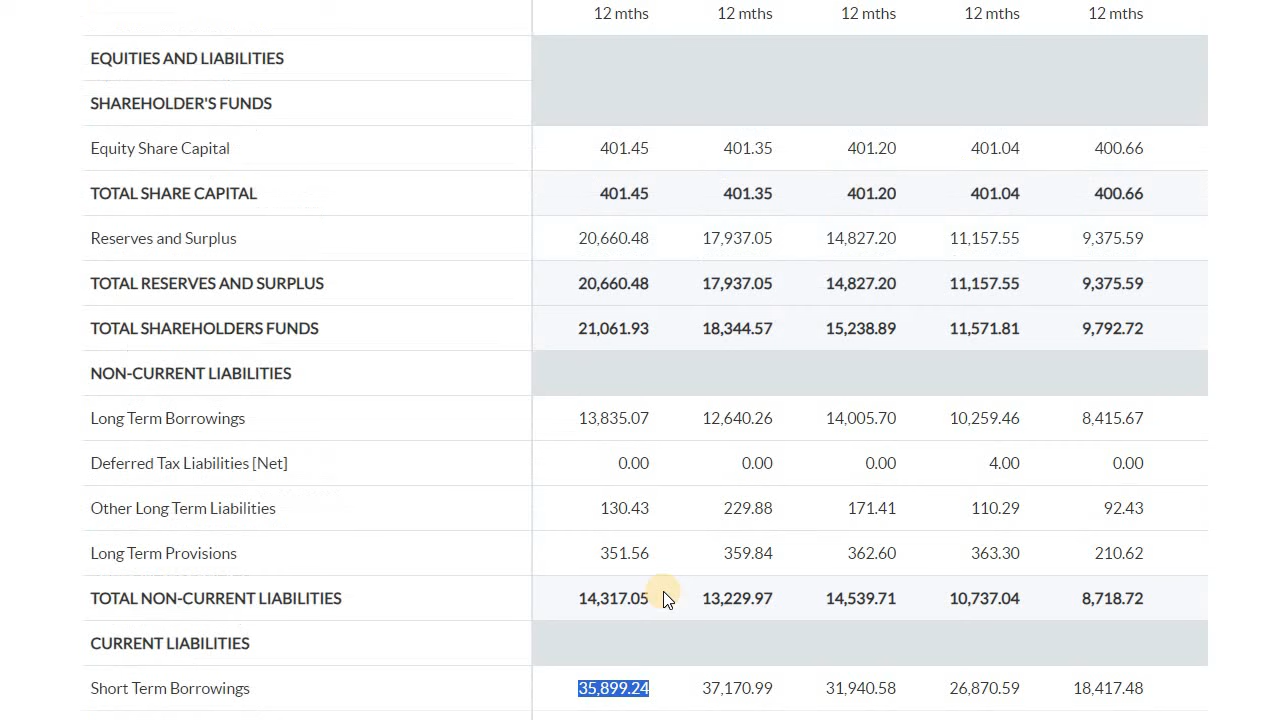 12 mths 12 mths 12 mths 12 mths 12 mths
EQUITIES AND LIABILITIES
SHAREHOLDER'S FUNDS
Equity Share Capital 401.45 401.35 401.20 401.04 400.66
TOTAL SHARE CAPITAL 401.45 401.35 401.20 401.04 400.66
Reserves and Surplus 20,660.48 17,937.05 14,827.20 11,157.55 9,375.59
TOTAL RESERVES AND SURPLUS 20,660.48 17,937.05 14,827.20 11,157.55 9,375.59
TOTAL SHAREHOLDERS FUNDS 21,061.93 18,344.57 15,238.89 11,571.81 9,792.72
NON-CURRENT LIABILITIES
Long Term Borrowings 13,835.07 12,640.26 14,005.70 10,259.46 8,415.67
Deferred Tax Liabilities [Net] 0.00 0.00 0.00 4.00 0.00
Other Long Term Liabilities 130.43 229.88 171.41 110.29 92.43
Long Term Provisions 351.56 359.84 362.60 363.30 210.62
TOTAL NON-CURRENT LIABILITIES 14,317.05 13,229.97 14,539.71 10,737.04 8,718.72
CURRENT LIABILITIES
Short Term Borrowings 35,899.24 37,170.99 31,940.58 26,870.59 18,417.48